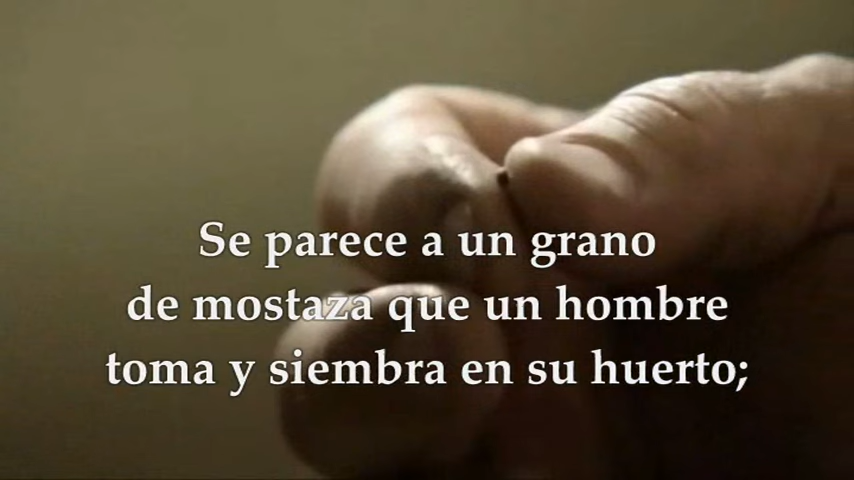 Se parece a un grano
de mostaza que un hombre
toma y siembra en su huerto;